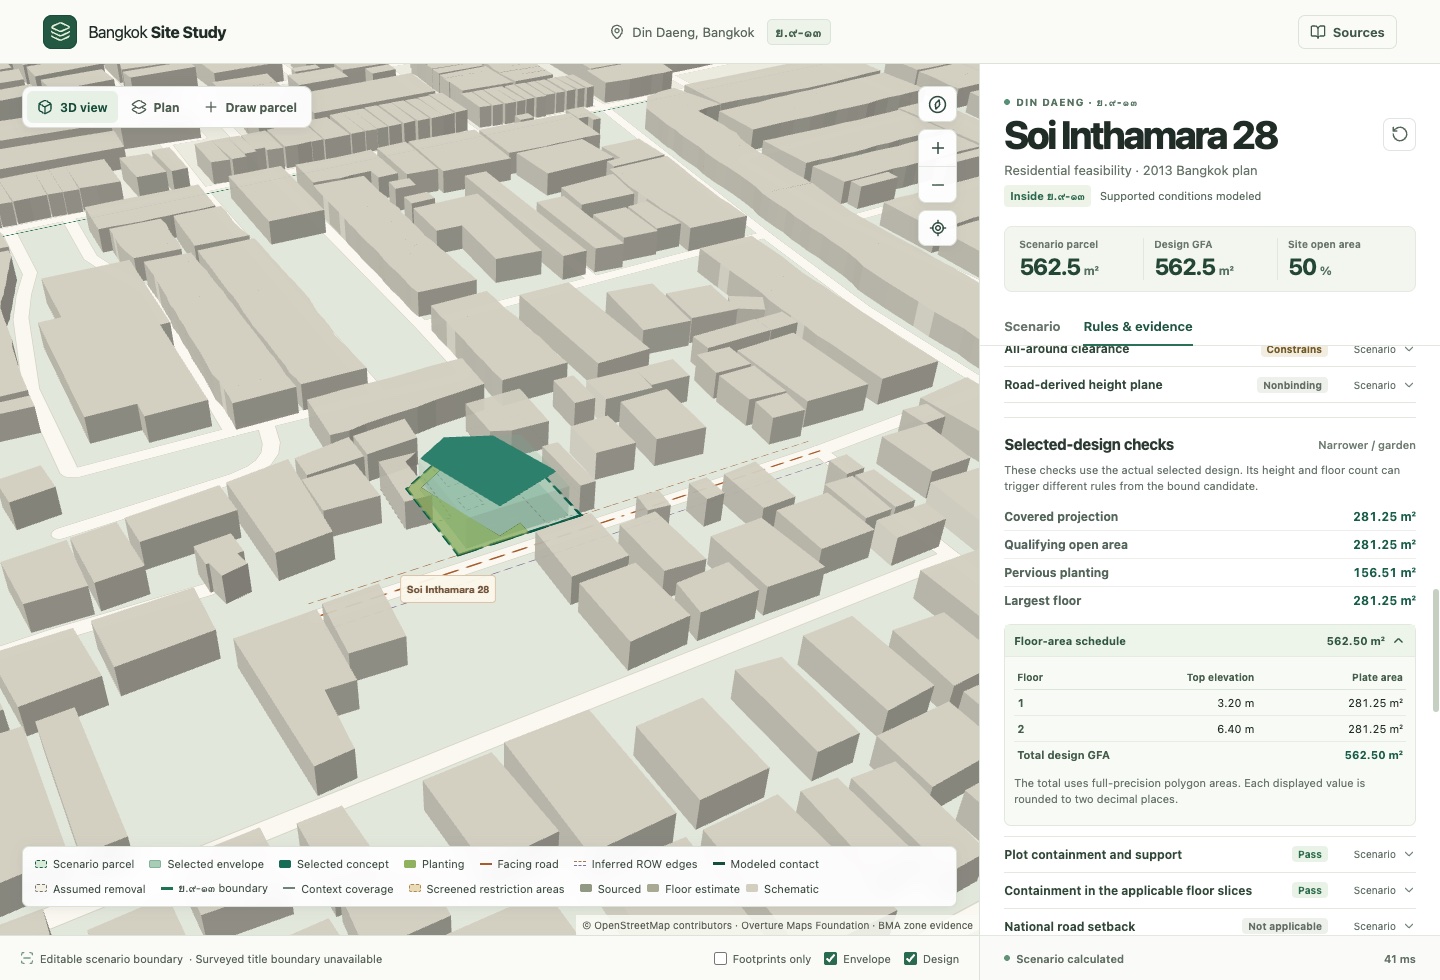 Bangkok Site Study
Din Daeng, Bangkok
ย.๙-๑๓
Sources
3D view
Plan
Draw parcel
Soi Inthamara 28
Scenario parcel
Selected envelope
Selected concept
Planting
Facing road
Inferred ROW edges
Modeled contact
Assumed removal
ย.๙-๑๓ boundary
Context coverage
Screened restriction areas
Sourced
Floor estimate
Schematic
© OpenStreetMap contributors · Overture Maps Foundation · BMA zone evidence
Editable scenario boundary · Surveyed title boundary unavailable
Footprints only
Envelope
Design
DIN DAENG · ย.๙-๑๓
Soi Inthamara 28
Residential feasibility · 2013 Bangkok plan
Inside ย.๙-๑๓ Supported conditions modeled
Scenario parcel
562.5 m²
Design GFA
562.5 m²
Site open area
50 %
Scenario
Rules & evidence
All-around clearance Constrains Scenario
Road-derived height plane Nonbinding Scenario
Selected-design checks Narrower / garden
These checks use the actual selected design. Its height and floor count can
trigger different rules from the bound candidate.
Covered projection 281.25 m²
Qualifying open area 281.25 m²
Pervious planting 156.51 m²
Largest floor 281.25 m²
Floor-area schedule 562.50 m²
Floor Top elevation Plate area
1 3.20 m 281.25 m²
2 6.40 m 281.25 m²
Total design GFA 562.50 m²
The total uses full-precision polygon areas. Each displayed value is
rounded to two decimal places.
Plot containment and support Pass Scenario
Containment in the applicable floor slices Pass Scenario
National road setback Not applicable Scenario
Scenario calculated 41 ms